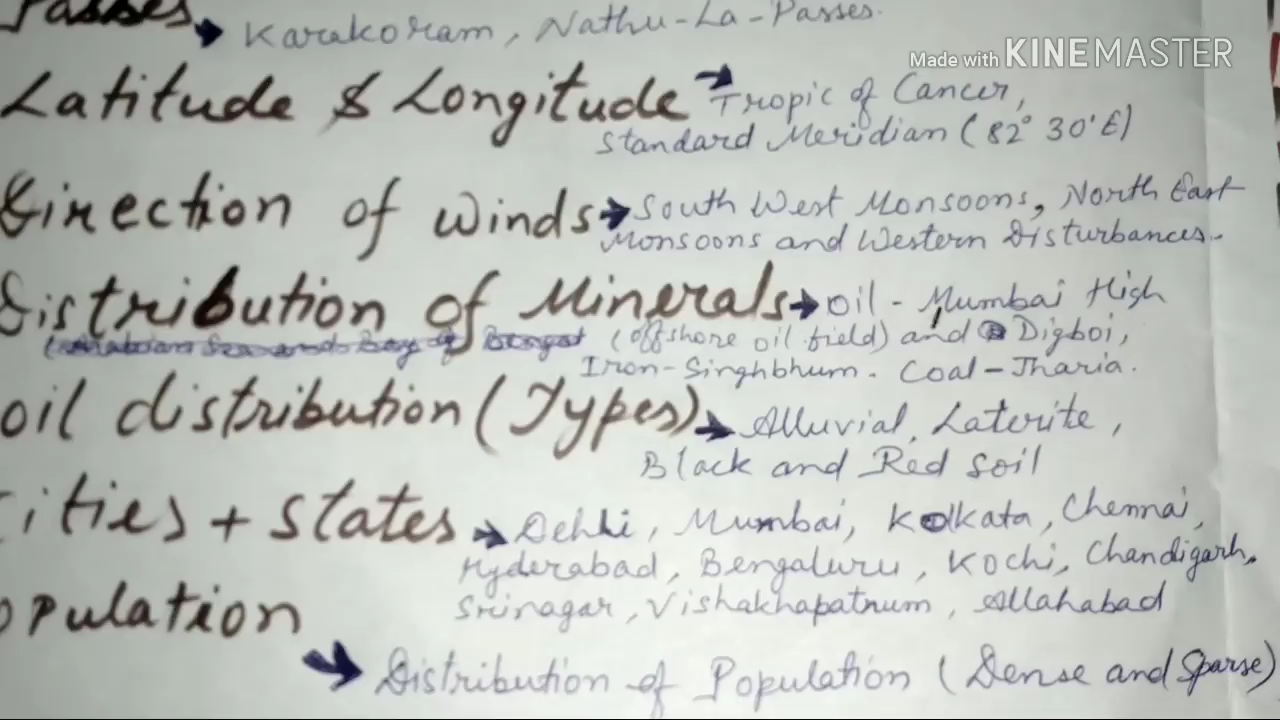 Passes → Karakoram, Nathu-La-Passes.
Made with KINEMASTER
Latitude & Longitude → Tropic of Cancer,
Standard Meridian (82° 30' E)
Direction of winds → South West Monsoons, North East
Monsoons and Western Disturbances.
Distribution of Minerals → Oil - Mumbai High
(offshore oil field) and Digboi,
Iron-Singhbhum. Coal-Jharia.
oil distribution (Types) → Alluvial, Laterite,
Black and Red Soil
ities + states → Dehli, Mumbai, Kolkata, Chennai,
Hyderabad, Bengaluru, Kochi, Chandigarh,
Srinagar, Vishakhapatnum, Allahabad
opulation
→ Distribution of Population (Dense and Sparse)